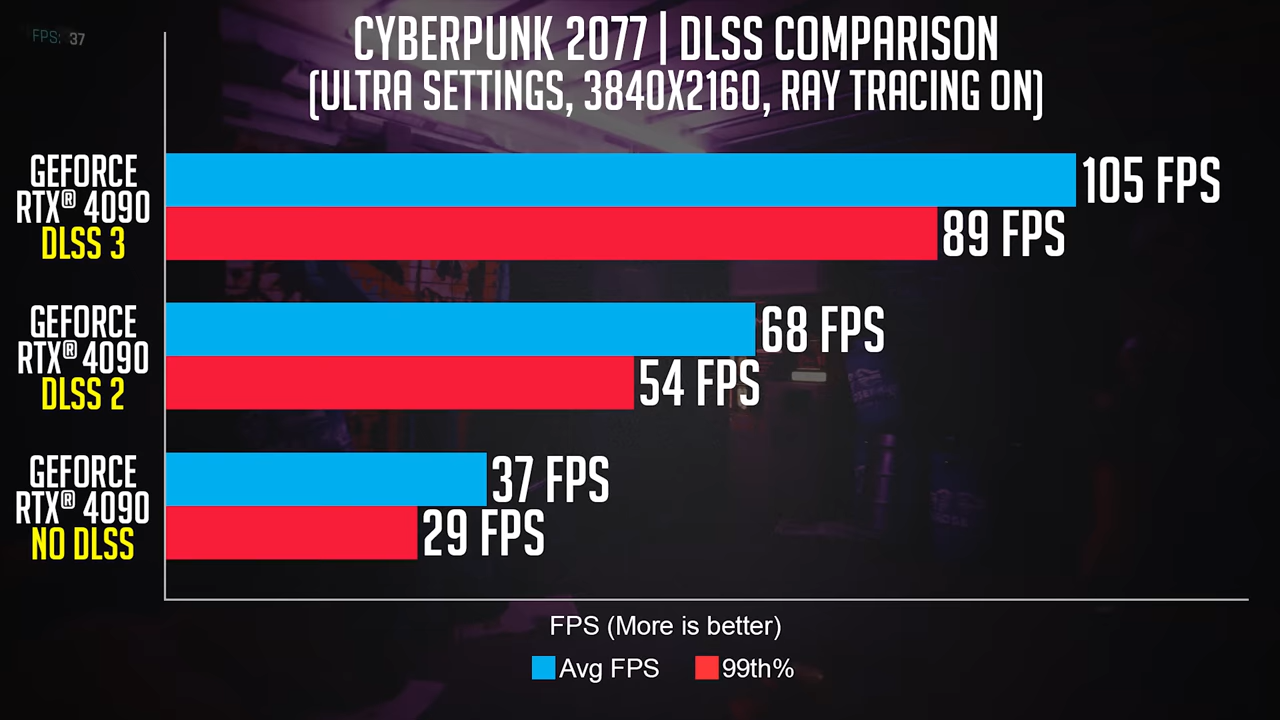 FPS: 37
CYBERPUNK 2077 | DLSS COMPARISON
(ULTRA SETTINGS, 3840X2160, RAY TRACING ON)
GEFORCE
RTX® 4090
DLSS 3
105 FPS
89 FPS
GEFORCE
RTX® 4090
DLSS 2
68 FPS
54 FPS
GEFORCE
RTX® 4090
NO DLSS
37 FPS
29 FPS
FPS (More is better)
Avg FPS
99th%